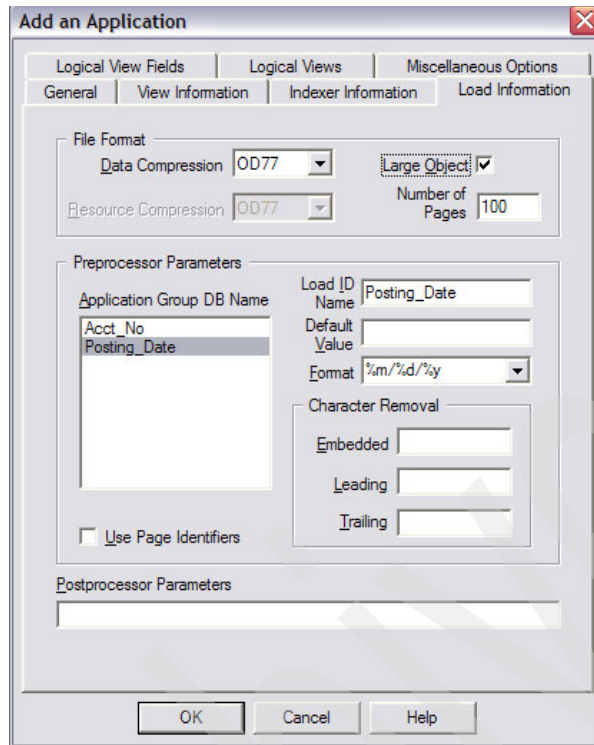 Add an Application
Logical View Fields Logical Views Miscellaneous Options
General View Information Indexer Information Load Information
File Format
Data Compression OD77 Large Object
Resource Compression OD77 Number of Pages 100
Preprocessor Parameters
Application Group DB Name
Acct_No
Posting_Date
Load ID Name Posting_Date
Default Value
Format %m/%d/%y
Character Removal
Embedded
Leading
Trailing
Use Page Identifiers
Postprocessor Parameters
OK Cancel Help